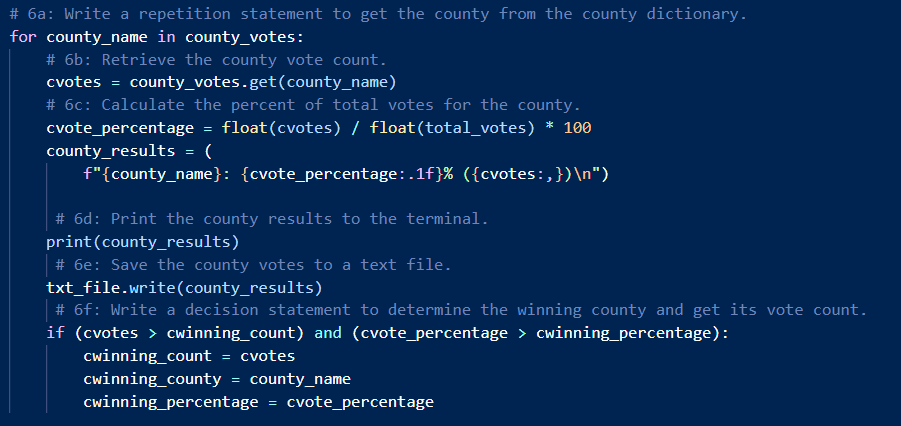 # 6a: Write a repetition statement to get the county from the county dictionary.
for county_name in county_votes:
    # 6b: Retrieve the county vote count.
    cvotes = county_votes.get(county_name)
    # 6c: Calculate the percent of total votes for the county.
    cvote_percentage = float(cvotes) / float(total_votes) * 100
    county_results = (
        f"{county_name}: {cvote_percentage:.1f}% ({cvotes:,})\n")
     # 6d: Print the county results to the terminal.
    print(county_results)
     # 6e: Save the county votes to a text file.
    txt_file.write(county_results)
     # 6f: Write a decision statement to determine the winning county and get its vote count.
    if (cvotes > cwinning_count) and (cvote_percentage > cwinning_percentage):
        cwinning_count = cvotes
        cwinning_county = county_name
        cwinning_percentage = cvote_percentage